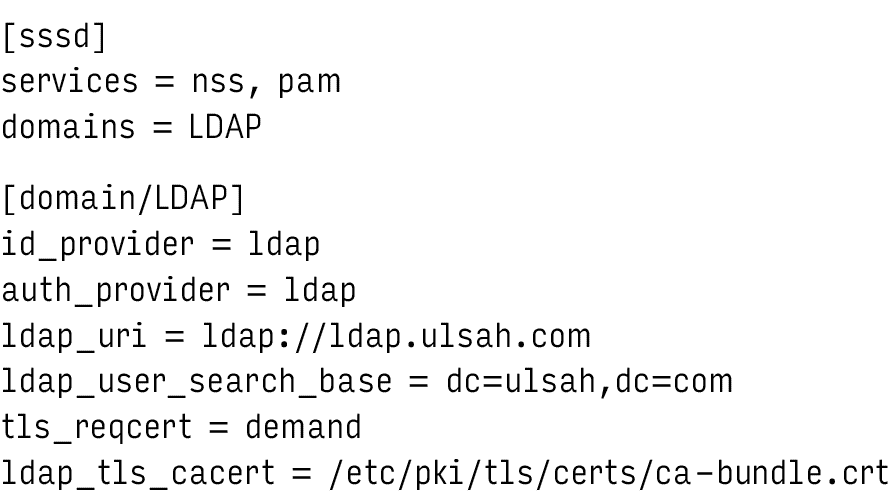 [sssd]
services = nss, pam
domains = LDAP
[domain/LDAP]
id_provider = ldap
auth_provider = ldap
ldap_uri = ldap://ldap.ulsah.com
ldap_user_search_base = dc=ulsah,dc=com
tls_reqcert = demand
ldap_tls_cacert = /etc/pki/tls/certs/ca-bundle.crt